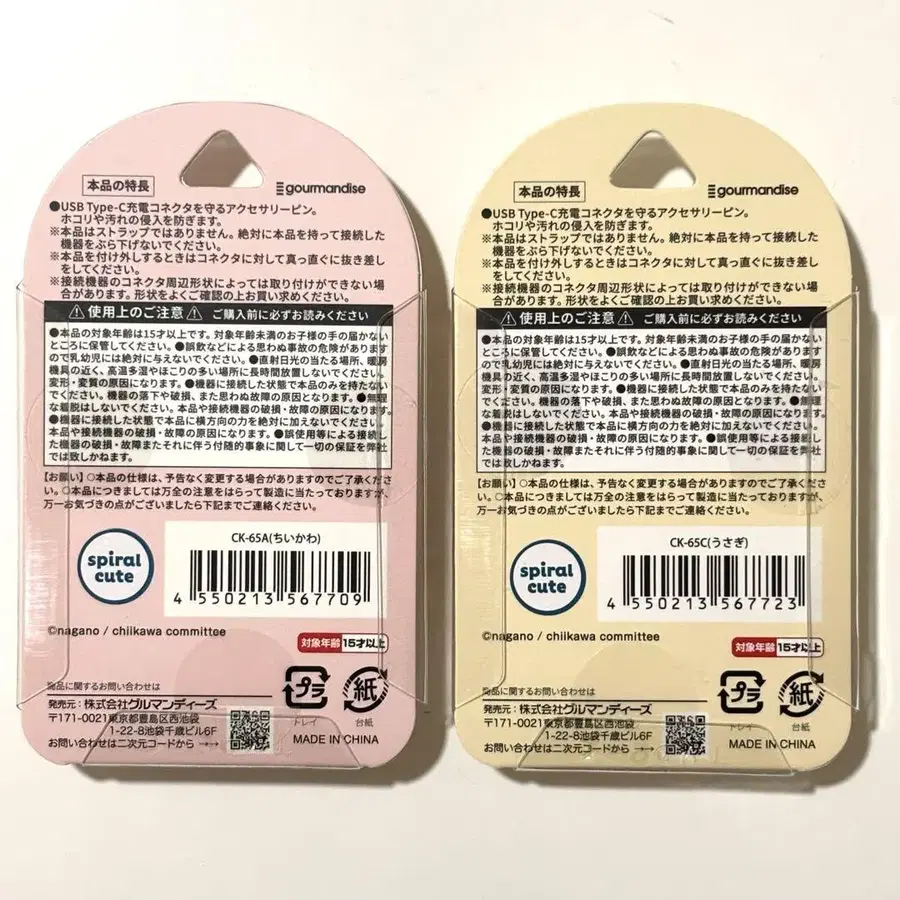 本品の特長
gourmandise
●USB Type-C充電コネクタを守るアクセサリーピン。
ホコリや汚れの侵入を防ぎます。
※本品はストラップではありません。絶対に本品を持って接続した
機器をぶら下げないでください。
※本品を付け外しするときはコネクタに対して真っ直ぐに抜き差し
をしてください。
※接続機器のコネクタ周辺形状によっては取り付けができない場
合があります。形状をよくご確認の上お買い求めください。
使用上のご注意 ご購入前に必ずお読みください
●本品の対象年齢は15才以上です。対象年齢未満のお子様の手の届かない
ところに保管してください。●誤飲などによる思わぬ事故の危険があります
ので乳幼児には絶対に与えないでください。●直射日光の当たる場所、暖房
機具の近く、高温多湿やほこりの多い場所に長時間放置しないでください。
変形・変質の原因になります。●機器に接続した状態で本品のみを持たない
でください。機器の落下や破損、また思わぬ故障の原因となります。●無理
な着脱はしないでください。本品や接続機器の破損・故障の原因になります。
●機器に接続した状態で本品に横方向の力を絶対に加えないでください。
本品や接続機器の破損・故障の原因になります。●誤使用等による接続し
た機器の破損・故障またそれに伴う付随的事象に関して一切の保証を弊社
では致しかねます。
【お願い】○本品の仕様は、予告なく変更する場合がありますのでご了承くだ
さい。○本品につきましては万全の注意をはらって製造に当たっておりますが、
万一お気づきの点がございましたら下記までご連絡ください。
spiral
cute
CK-65A(ちいかわ)
4 550213 567709
©nagano / chiikawa committee
対象年齢 15才以上
商品に関するお問い合わせは
発売元：株式会社グルマンディーズ
〒171-0021東京都豊島区西池袋
1-22-8池袋千歳ビル6F
お問い合わせは二次元コードから →→
プラ
トレイ
紙
台紙
MADE IN CHINA
本品の特長
gourmandise
●USB Type-C充電コネクタを守るアクセサリーピン。
ホコリや汚れの侵入を防ぎます。
※本品はストラップではありません。絶対に本品を持って接続した
機器をぶら下げないでください。
※本品を付け外しするときはコネクタに対して真っ直ぐに抜き差し
をしてください。
※接続機器のコネクタ周辺形状によっては取り付けができない場
合があります。形状をよくご確認の上お買い求めください。
使用上のご注意 ご購入前に必ずお読みください
●本品の対象年齢は15才以上です。対象年齢未満のお子様の手の届かない
ところに保管してください。●誤飲などによる思わぬ事故の危険があります
ので乳幼児には絶対に与えないでください。●直射日光の当たる場所、暖房
機具の近く、高温多湿やほこりの多い場所に長時間放置しないでください。
変形・変質の原因になります。●機器に接続した状態で本品のみを持たない
でください。機器の落下や破損、また思わぬ故障の原因となります。●無理
な着脱はしないでください。本品や接続機器の破損・故障の原因になります。
●機器に接続した状態で本品に横方向の力を絶対に加えないでください。
本品や接続機器の破損・故障の原因になります。●誤使用等による接続し
た機器の破損・故障またそれに伴う付随的事象に関して一切の保証を弊社
では致しかねます。
【お願い】○本品の仕様は、予告なく変更する場合がありますのでご了承くだ
さい。○本品につきましては万全の注意をはらって製造に当たっておりますが、
万一お気づきの点がございましたら下記までご連絡ください。
spiral
cute
CK-65C(うさぎ)
4 550213 567723
©nagano / chiikawa committee
対象年齢 15才以上
商品に関するお問い合わせは
発売元：株式会社グルマンディーズ
〒171-0021東京都豊島区西池袋
1-22-8池袋千歳ビル6F
お問い合わせは二次元コードから →→
プラ
トレイ
紙
台紙
MADE IN CHINA